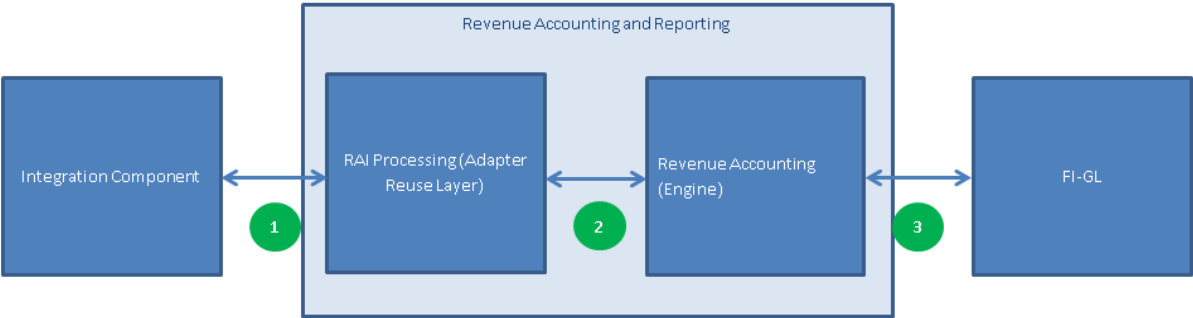 Revenue Accounting and Reporting
Integration Component
RAI Processing (Adapter
Reuse Layer)
Revenue Accounting
(Engine)
FI-GL
1
2
3